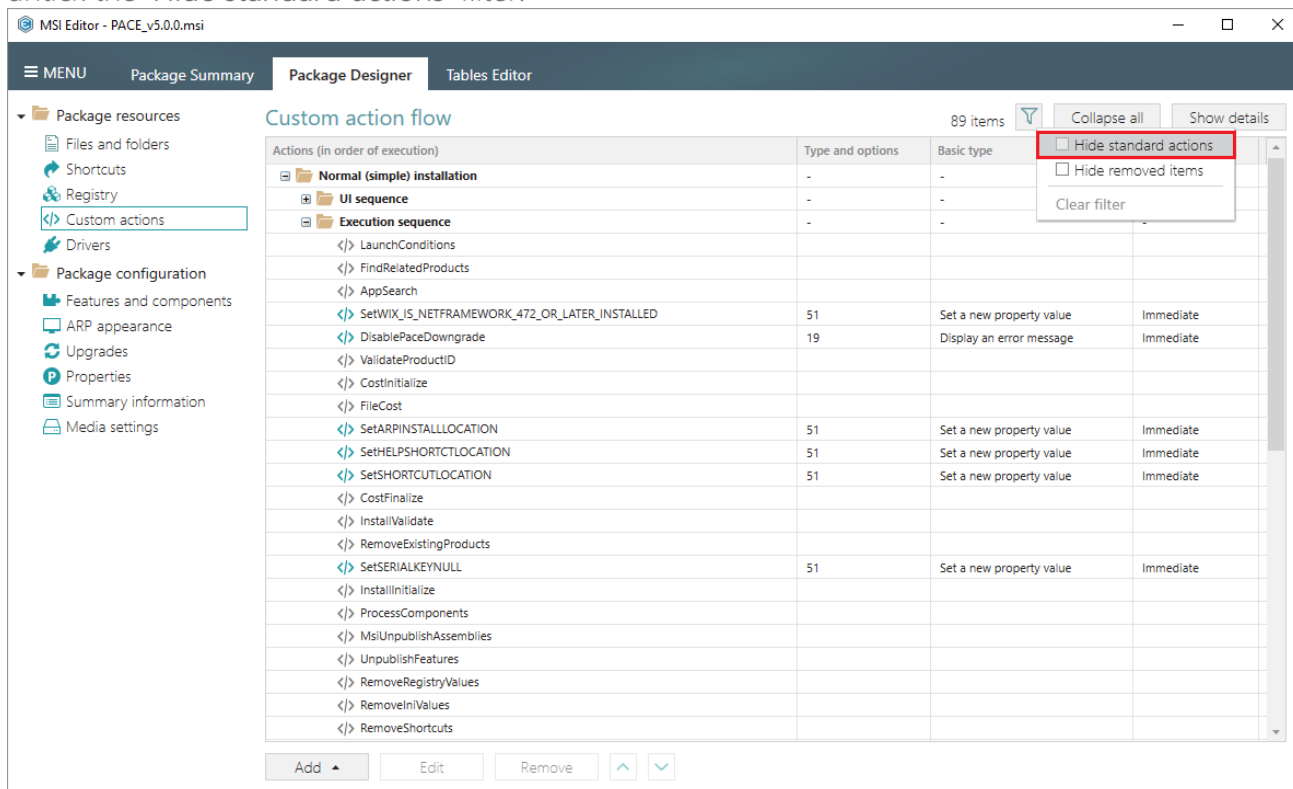 MSI Editor - PACE_v5.0.0.msi
MENU Package Summary Package Designer Tables Editor
Package resources
Files and folders
Shortcuts
Registry
Custom actions
Drivers
Package configuration
Features and components
ARP appearance
Upgrades
Properties
Summary information
Media settings
Custom action flow
89 items Collapse all Show details
Hide standard actions
Hide removed items
Clear filter
Actions (in order of execution) Type and options Basic type
Normal (simple) installation - -
UI sequence - -
Execution sequence - - -
LaunchConditions
FindRelatedProducts
AppSearch
SetWIX_IS_NETFRAMEWORK_472_OR_LATER_INSTALLED 51 Set a new property value Immediate
DisablePaceDowngrade 19 Display an error message Immediate
ValidateProductID
CostInitialize
FileCost
SetARPINSTALLLOCATION 51 Set a new property value Immediate
SetHELPSHORTCTLOCATION 51 Set a new property value Immediate
SetSHORTCUTLOCATION 51 Set a new property value Immediate
CostFinalize
InstallValidate
RemoveExistingProducts
SetSERIALKEYNULL 51 Set a new property value Immediate
InstallInitialize
ProcessComponents
MsiUnpublishAssemblies
UnpublishFeatures
RemoveRegistryValues
RemoveIniValues
RemoveShortcuts
Add Edit Remove